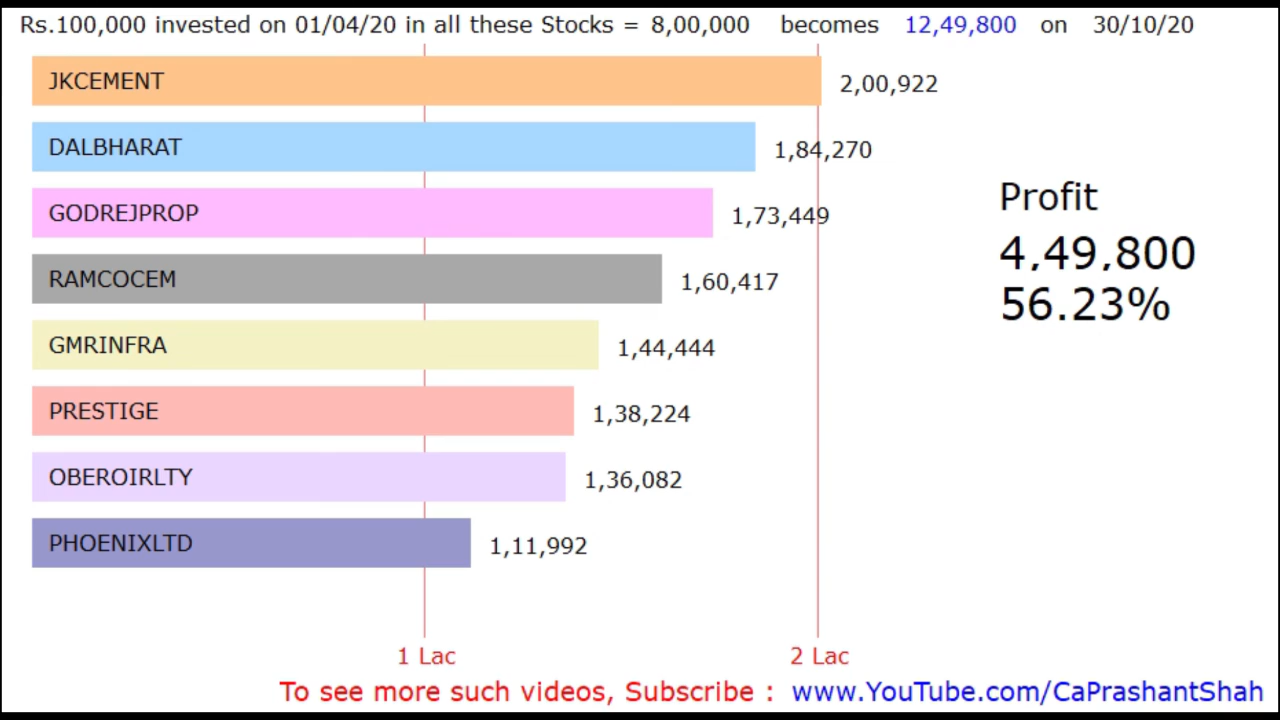 Rs.100,000 invested on 01/04/20 in all these Stocks = 8,00,000 becomes 12,49,800 on 30/10/20
JKCEMENT 2,00,922
DALBHARAT 1,84,270
GODREJPROP 1,73,449
RAMCOCEM 1,60,417
GMRINFRA 1,44,444
PRESTIGE 1,38,224
OBEROIRLTY 1,36,082
PHOENIXLTD 1,11,992
Profit
4,49,800
56.23%
1 Lac 2 Lac
To see more such videos, Subscribe : www.YouTube.com/CaPrashantShah